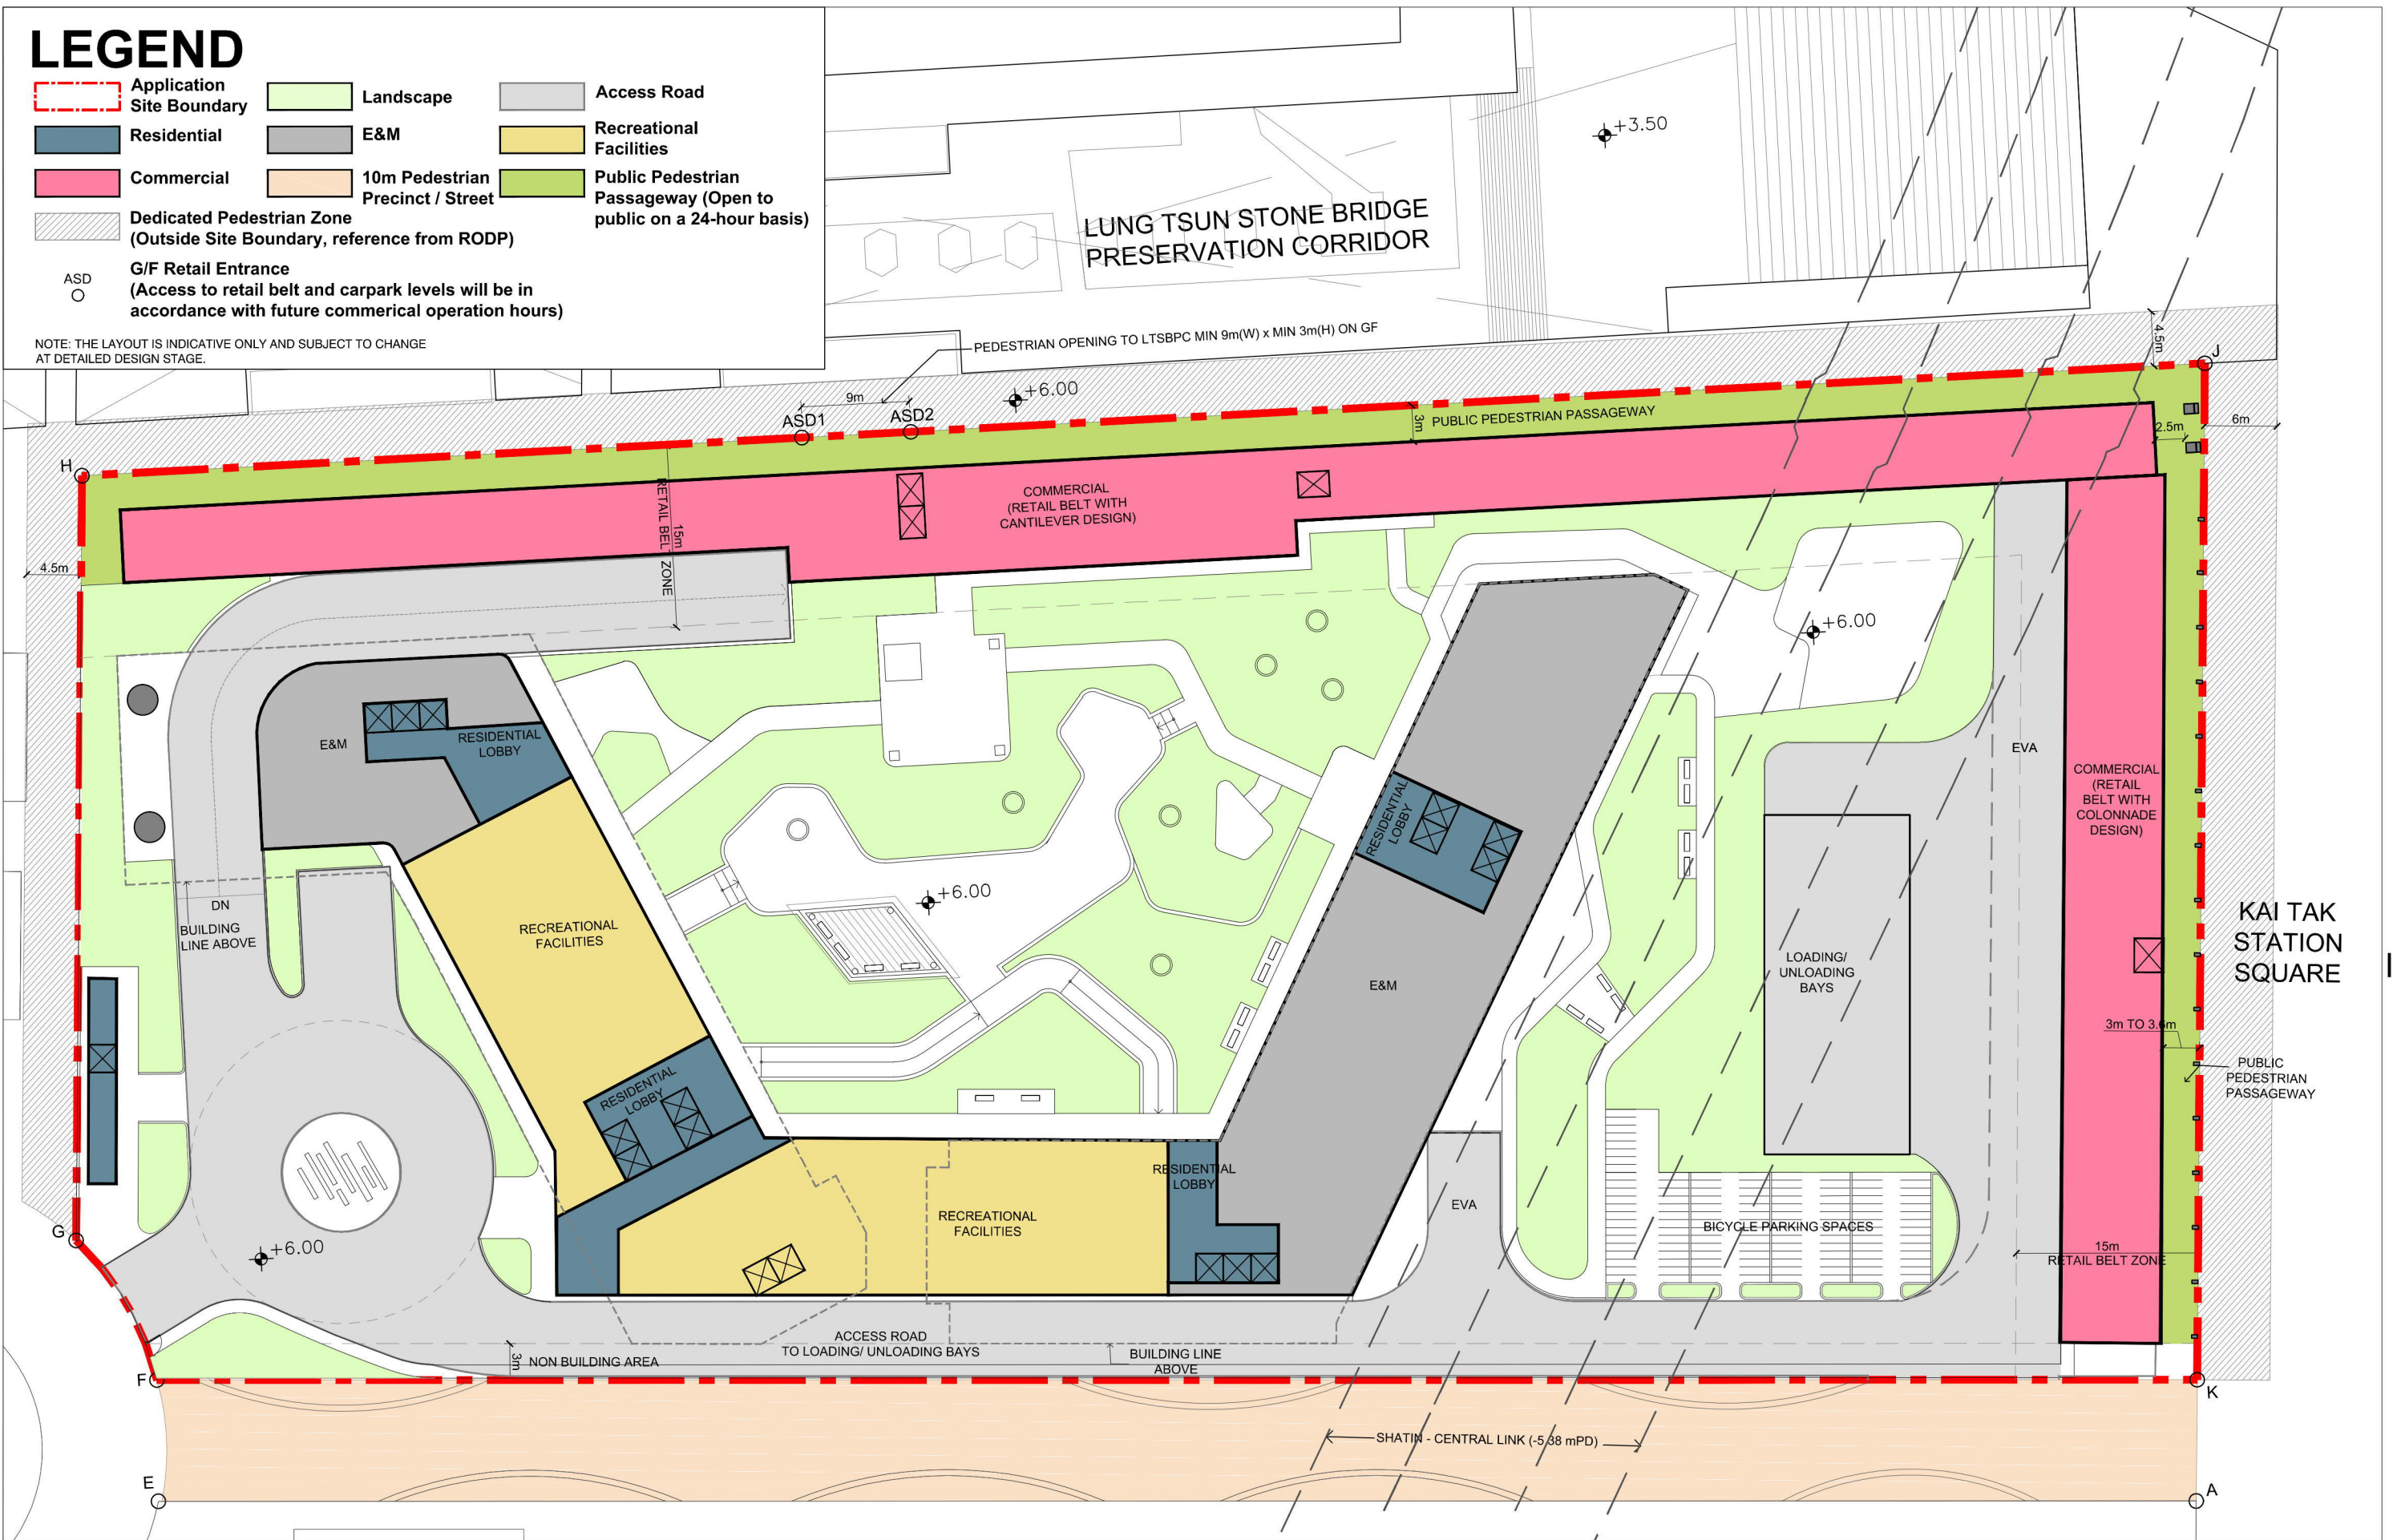 LEGEND
Application
Site Boundary
Landscape
Access Road
Residential
E&M
Recreational
Facilities
Commercial
10m Pedestrian
Precinct / Street
Public Pedestrian
Passageway (Open to
public on a 24-hour basis)
Dedicated Pedestrian Zone
(Outside Site Boundary, reference from RODP)
ASD
G/F Retail Entrance
(Access to retail belt and carpark levels will be in
accordance with future commerical operation hours)
NOTE: THE LAYOUT IS INDICATIVE ONLY AND SUBJECT TO CHANGE
AT DETAILED DESIGN STAGE.
+3.50
LUNG TSUN STONE BRIDGE
PRESERVATION CORRIDOR
PEDESTRIAN OPENING TO LTSBPC MIN 9m(W) x MIN 3m(H) ON GF
4.5m
J
+6.00
9m
ASD1
ASD2
3m
PUBLIC PEDESTRIAN PASSAGEWAY
2.5m
6m
H
RETAIL BELT ZONE
15m
COMMERCIAL
(RETAIL BELT WITH
CANTILEVER DESIGN)
4.5m
+6.00
E&M
RESIDENTIAL
LOBBY
EVA
COMMERCIAL
(RETAIL
BELT WITH
COLONNADE
DESIGN)
RESIDENTIAL
LOBBY
+6.00
DN
BUILDING
LINE ABOVE
RECREATIONAL
FACILITIES
KAI TAK
STATION
SQUARE
LOADING/
UNLOADING
BAYS
E&M
3m TO 3.6m
PUBLIC
PEDESTRIAN
PASSAGEWAY
RESIDENTIAL
LOBBY
RESIDENTIAL
LOBBY
EVA
RECREATIONAL
FACILITIES
BICYCLE PARKING SPACES
G
+6.00
15m
RETAIL BELT ZONE
ACCESS ROAD
TO LOADING/ UNLOADING BAYS
3m
NON BUILDING AREA
BUILDING LINE
ABOVE
F
K
SHATIN - CENTRAL LINK (-5.38 mPD)
E
A